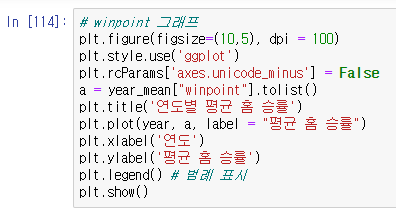 In [114]: # winpoint 그래프
plt.figure(figsize=(10,5), dpi = 100)
plt.style.use('ggplot')
plt.rcParams['axes.unicode_minus'] = False
a = year_mean["winpoint"].tolist()
plt.title('연도별 평균 홈 승률')
plt.plot(year, a, label = "평균 홈 승률")
plt.xlabel('연도')
plt.ylabel('평균 홈 승률')
plt.legend() # 범례 표시
plt.show()